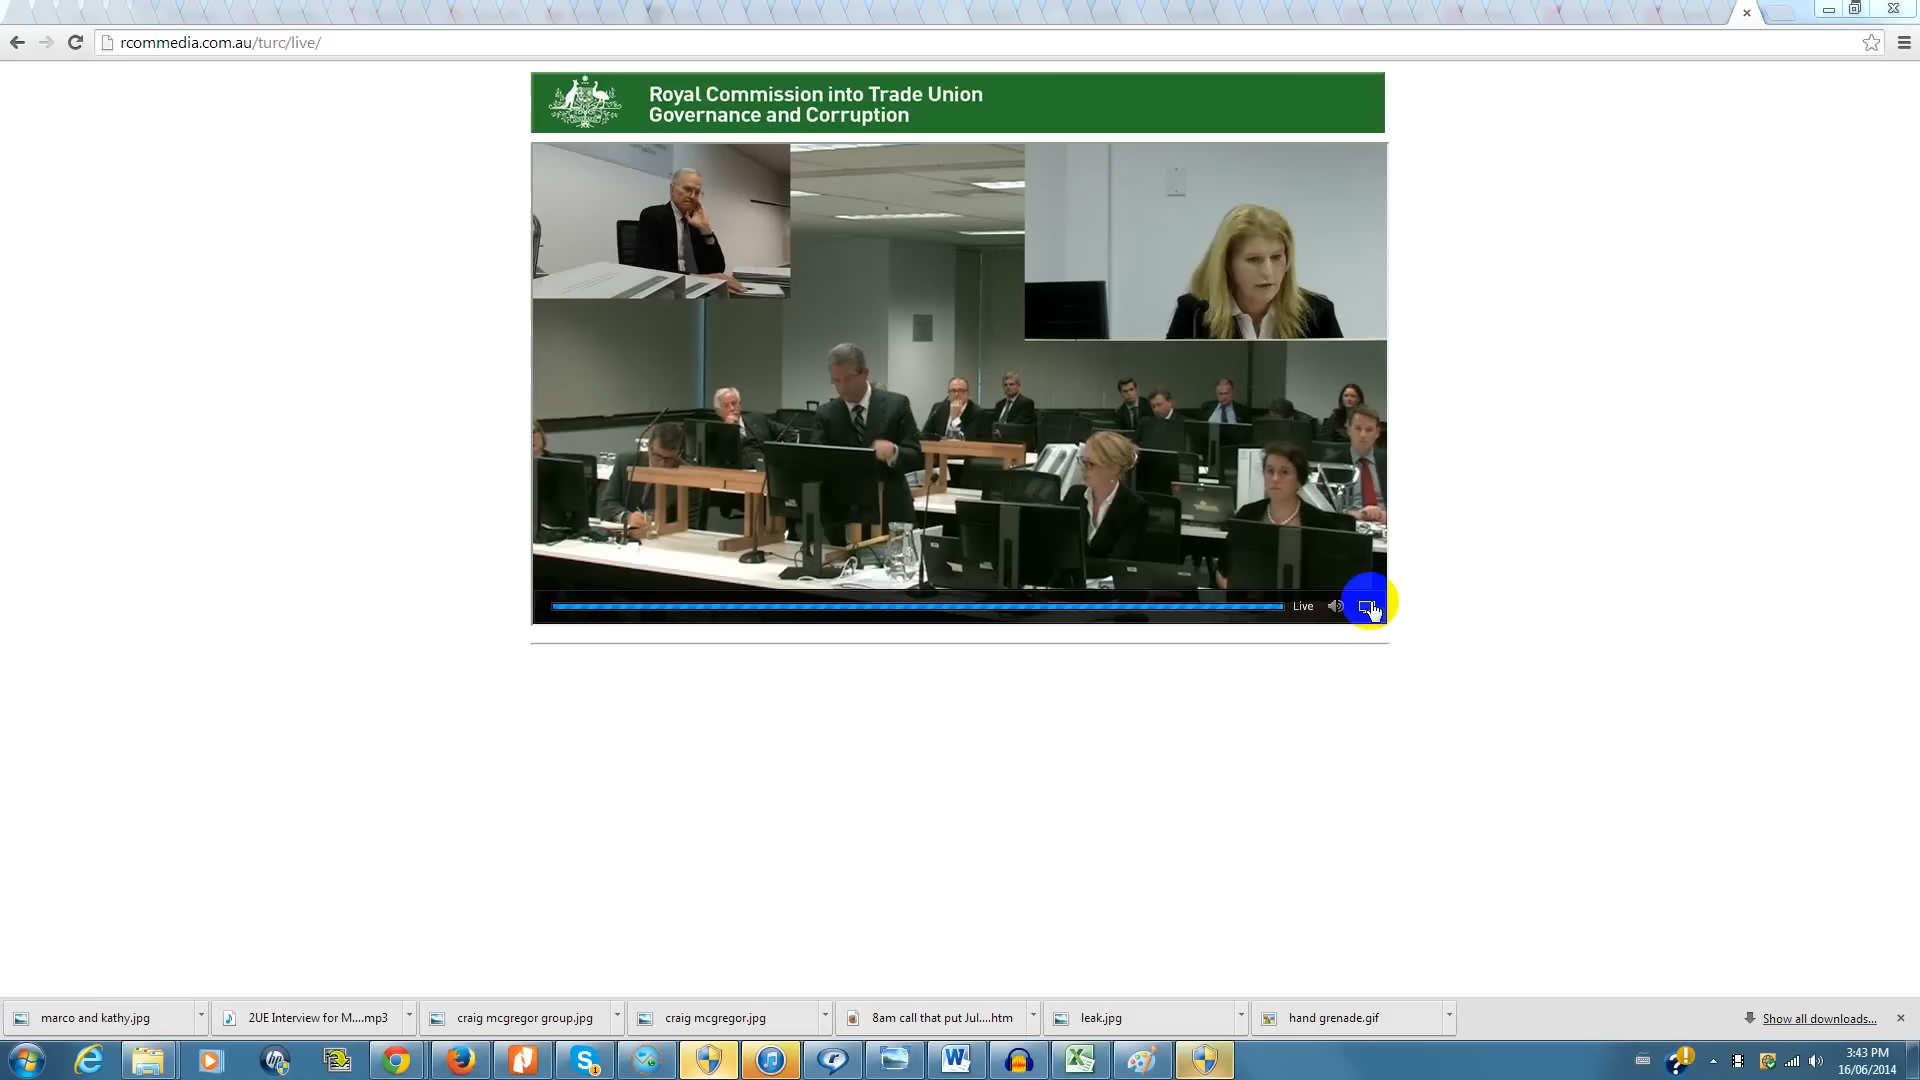 rcommedia.com.au/turc/live/
Royal Commission into Trade Union
Governance and Corruption
Live
marco and kathy.jpg
2UE Interview for M....mp3
craig mcgregor group.jpg
craig mcgregor.jpg
8am call that put Jul....htm
leak.jpg
hand grenade.gif
Show all downloads...
3:43 PM
16/06/2014